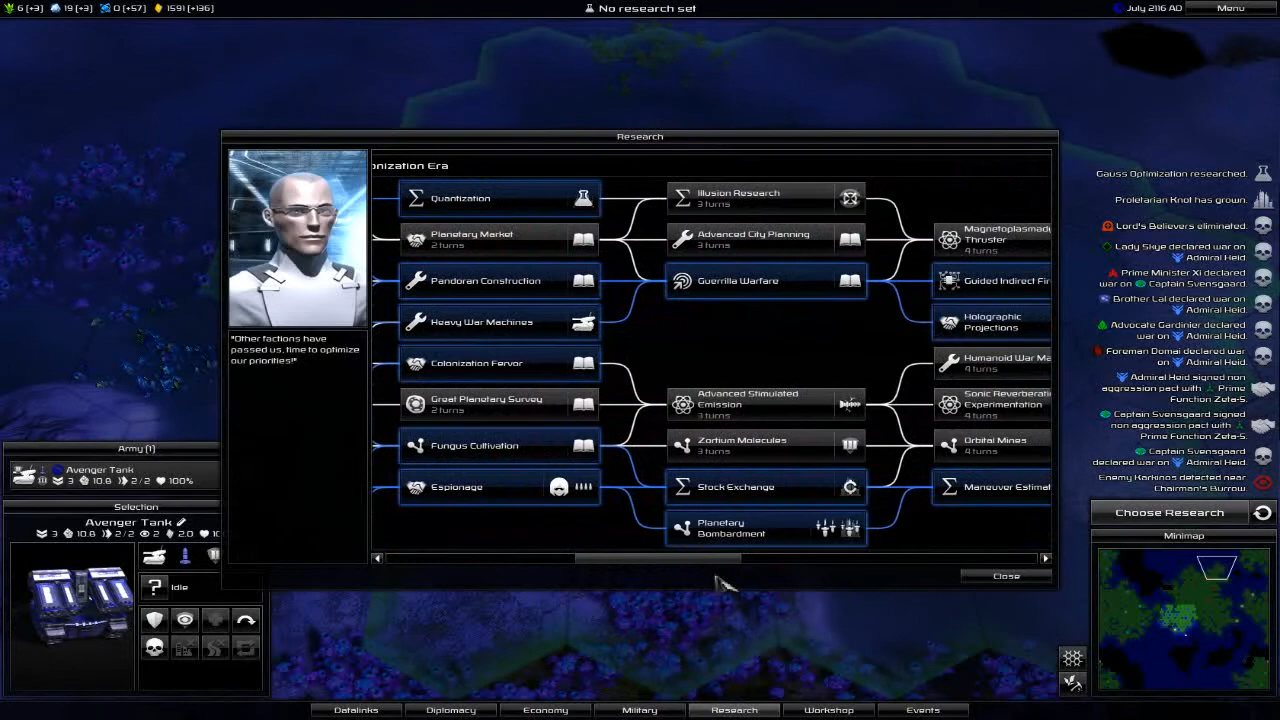 6 (+3) 19 (+3) 0 (+57) 1591 (+136)
No research set
July 2116 AD
Menu
Research
onization Era
Quantization
Planetary Market
2 turns
Pandoran Construction
Heavy War Machines
Colonization Fervor
Great Planetary Survey
2 turns
Fungus Cultivation
Espionage
Illusion Research
3 turns
Advanced City Planning
3 turns
Guerrilla Warfare
Advanced Stimulated
Emission
3 turns
Zortium Molecules
3 turns
Stock Exchange
Planetary
Bombardment
Magnetoplasmady
Thruster
4 turns
Guided Indirect Fir
Holographic
Projections
Humanoid War Ma
4 turns
Sonic Reverberati
Experimentation
4 turns
Orbital Mines
4 turns
Maneuver Estimat
"Other factions have
passed us, time to optimize
our priorities!"
Close
Gauss Optimization researched.
Proletarian Knot has grown.
Lord's Believers eliminated.
Lady Skye declared war on
Admiral Heid.
Prime Minister Xi declared
war on Captain Svensgaard.
Brother Lal declared war on
Admiral Heid.
Advocate Gardinier declared
war on Admiral Heid.
Foreman Domai declared war
on Admiral Heid.
Admiral Heid signed non
aggression pact with Prime
Function Zeta-5.
Captain Svensgaard signed
non aggression pact with
Prime Function Zeta-5.
Captain Svensgaard
declared war on Admiral Heid.
Enemy Karkinos detected near
Chairman's Burrow.
Choose Research
Minimap
Army (1)
Avenger Tank
3 10.8 2/2 100%
Selection
Avenger Tank
3 10.8 2/2 2 2.0 10
? Idle
Datalinks
Diplomacy
Economy
Military
Research
Workshop
Events